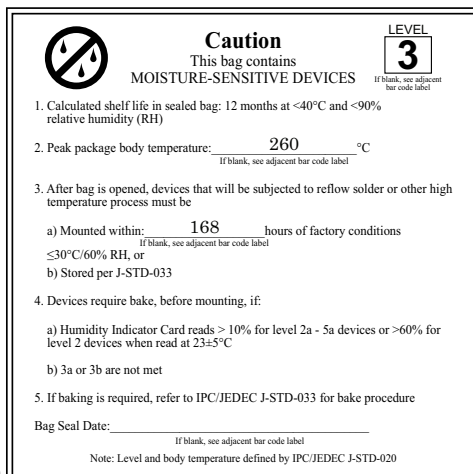 Caution
This bag contains
MOISTURE-SENSITIVE DEVICES
LEVEL
3
If blank, see adjacent
bar code label
1. Calculated shelf life in sealed bag: 12 months at <40°C and <90%
relative humidity (RH)
2. Peak package body temperature: 260 °C
If blank, see adjacent bar code label
3. After bag is opened, devices that will be subjected to reflow solder or other high
temperature process must be
a) Mounted within: 168 hours of factory conditions
If blank, see adjacent bar code label
≤30°C/60% RH, or
b) Stored per J-STD-033
4. Devices require bake, before mounting, if:
a) Humidity Indicator Card reads > 10% for level 2a - 5a devices or >60% for
level 2 devices when read at 23±5°C
b) 3a or 3b are not met
5. If baking is required, refer to IPC/JEDEC J-STD-033 for bake procedure
Bag Seal Date:
If blank, see adjacent bar code label
Note: Level and body temperature defined by IPC/JEDEC J-STD-020